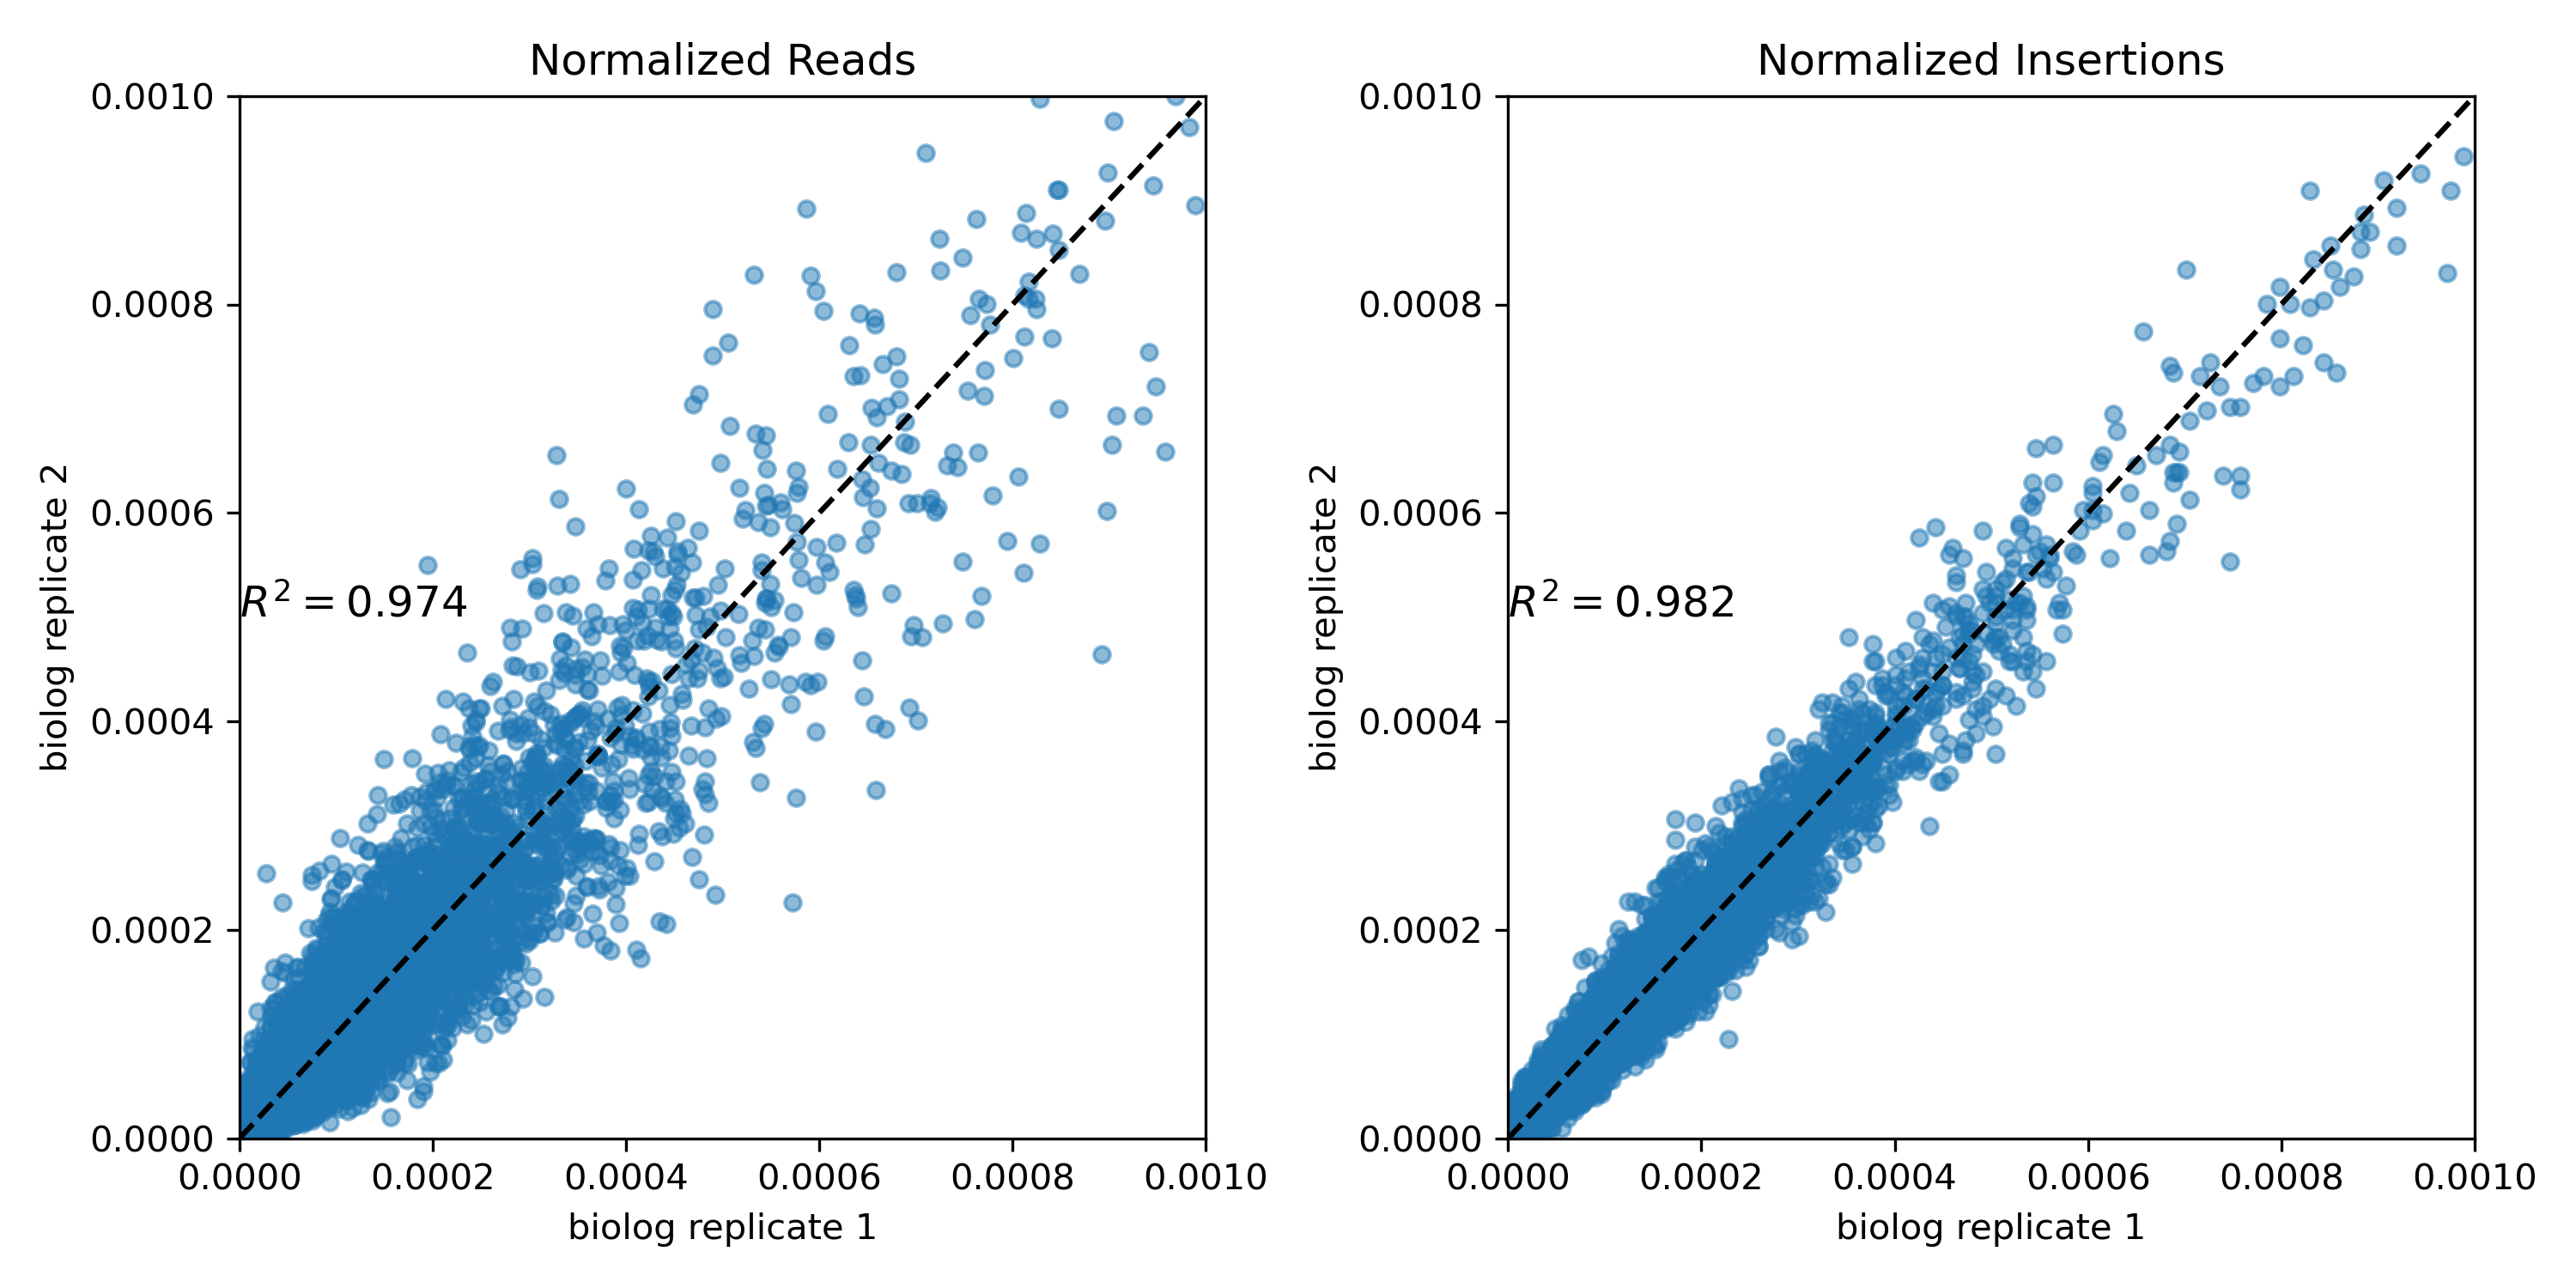 Normalized Reads
0.0010
0.0008
0.0006
0.0004
0.0002
0.0000
biolog replicate 2
R² = 0.974
0.0000 0.0002 0.0004 0.0006 0.0008 0.0010
biolog replicate 1
Normalized Insertions
0.0010
0.0008
0.0006
0.0004
0.0002
0.0000
biolog replicate 2
R² = 0.982
0.0000 0.0002 0.0004 0.0006 0.0008 0.0010
biolog replicate 1